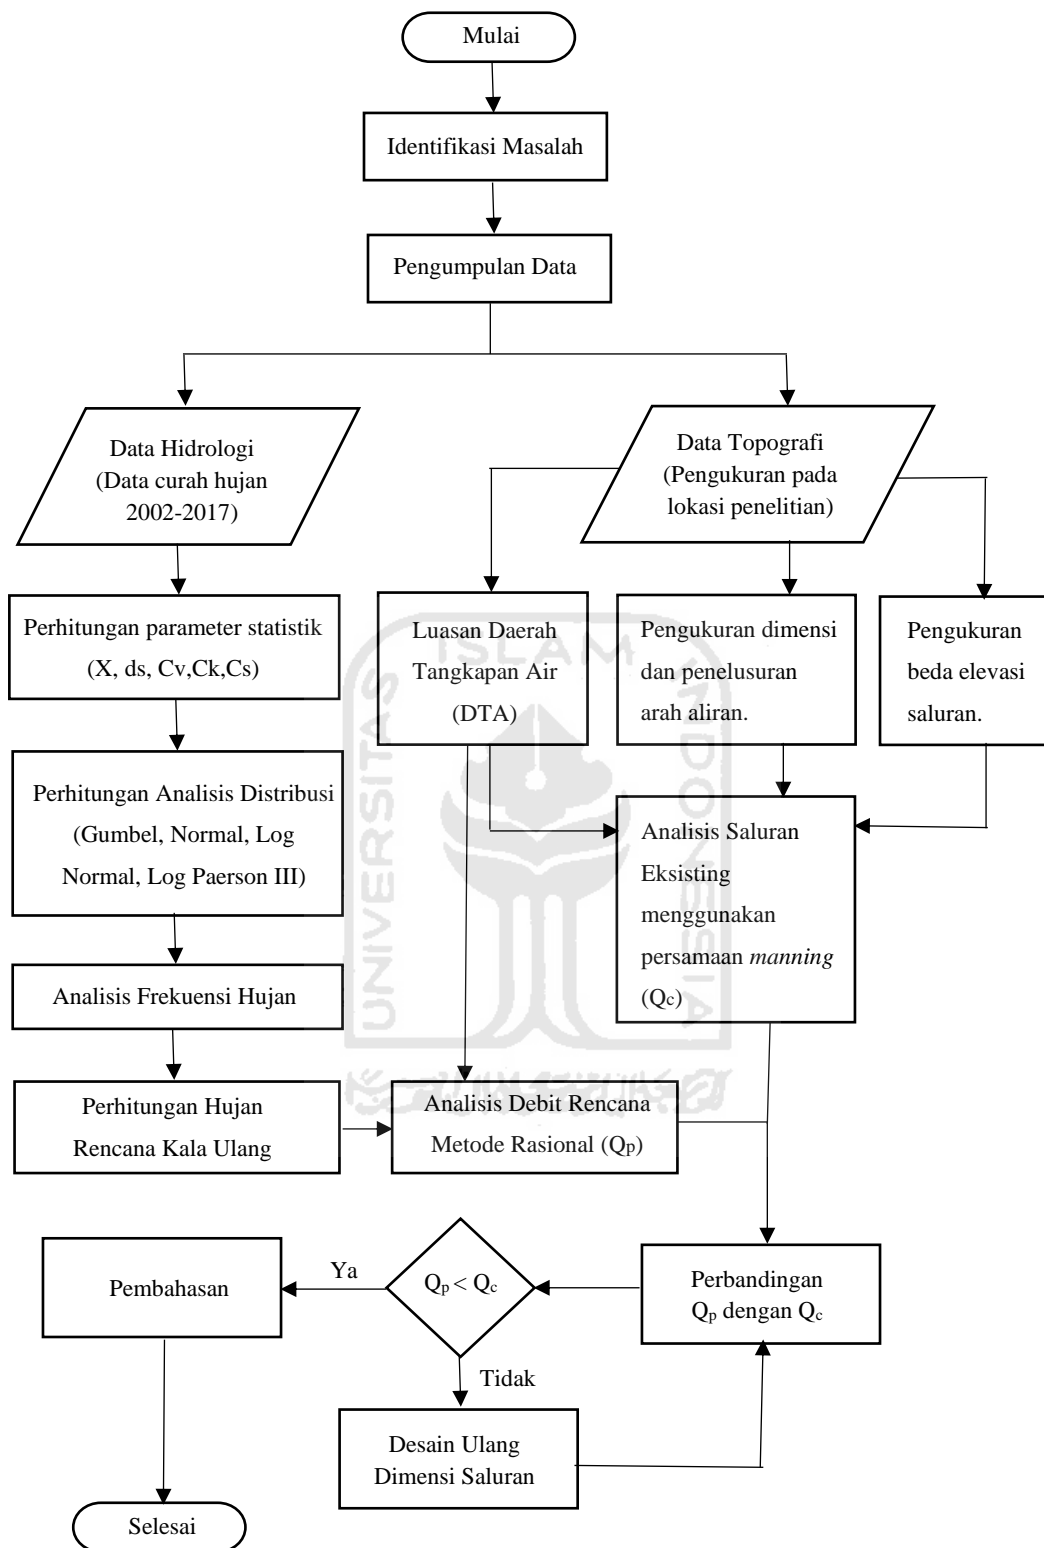 Mulai
Identifikasi Masalah
Pengumpulan Data
Data Hidrologi
(Data curah hujan
2002-2017)
Data Topografi
(Pengukuran pada
lokasi penelitian)
Perhitungan parameter statistik
(X, ds, Cv,Ck,Cs)
Luasan Daerah
Tangkapan Air
(DTA)
Pengukuran dimensi
dan penelusuran
arah aliran.
Pengukuran
beda elevasi
saluran.
Perhitungan Analisis Distribusi
(Gumbel, Normal, Log
Normal, Log Paerson III)
Analisis Saluran
Eksisting
menggunakan
persamaan manning
(Qc)
Analisis Frekuensi Hujan
Perhitungan Hujan
Rencana Kala Ulang
Analisis Debit Rencana
Metode Rasional (Qp)
Perbandingan
Qp dengan Qc
Qp < Qc
Ya
Pembahasan
Tidak
Desain Ulang
Dimensi Saluran
Selesai
UNIVERSITAS
ISLAM
INDONESIA